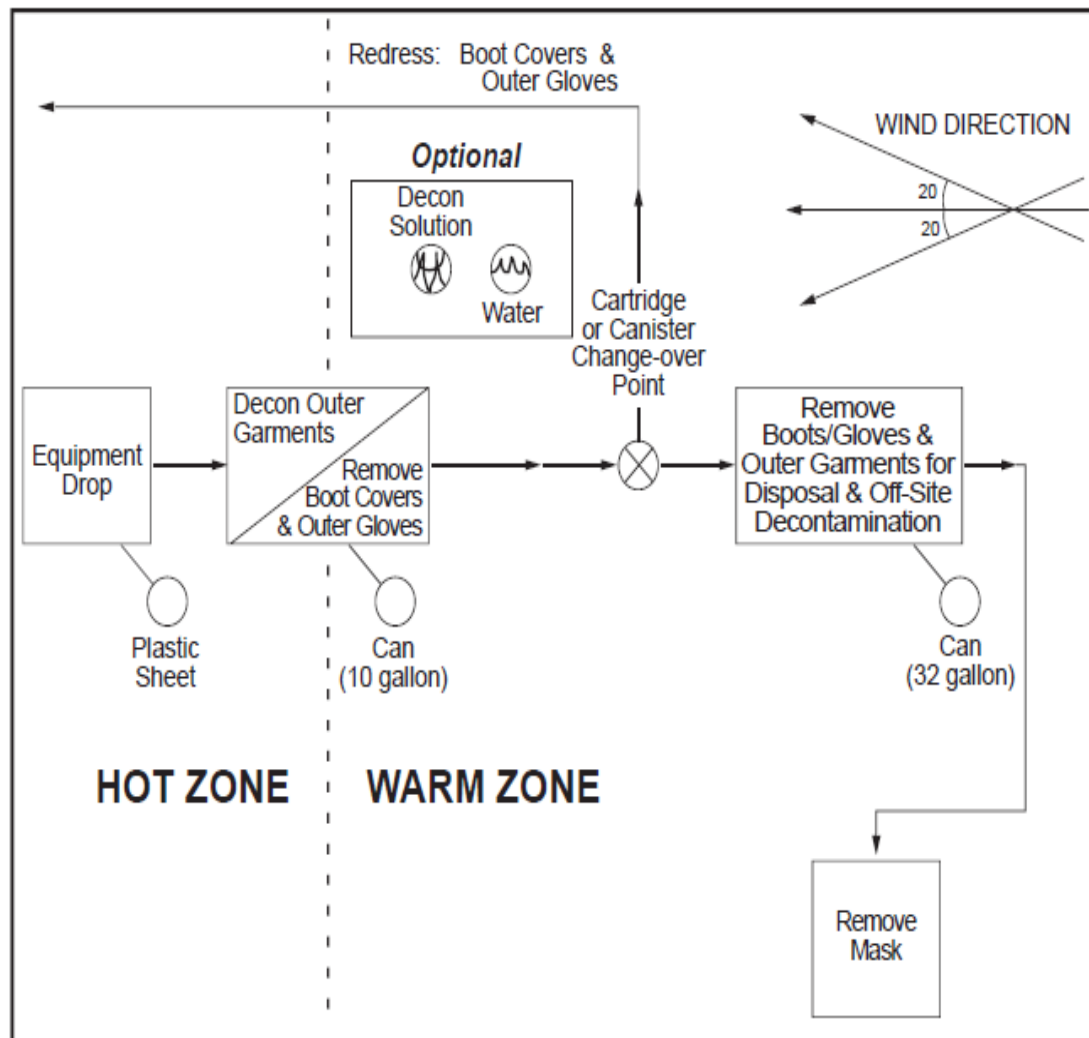 Redress: Boot Covers &
Outer Gloves
WIND DIRECTION
20
20
Optional
Decon
Solution
Water
Cartridge
or Canister
Change-over
Point
Equipment
Drop
Decon Outer
Garments
Remove
Boot Covers
& Outer Gloves
Remove
Boots/Gloves &
Outer Garments for
Disposal & Off-Site
Decontamination
Plastic
Sheet
Can
(10 gallon)
Can
(32 gallon)
HOT ZONE
WARM ZONE
Remove
Mask